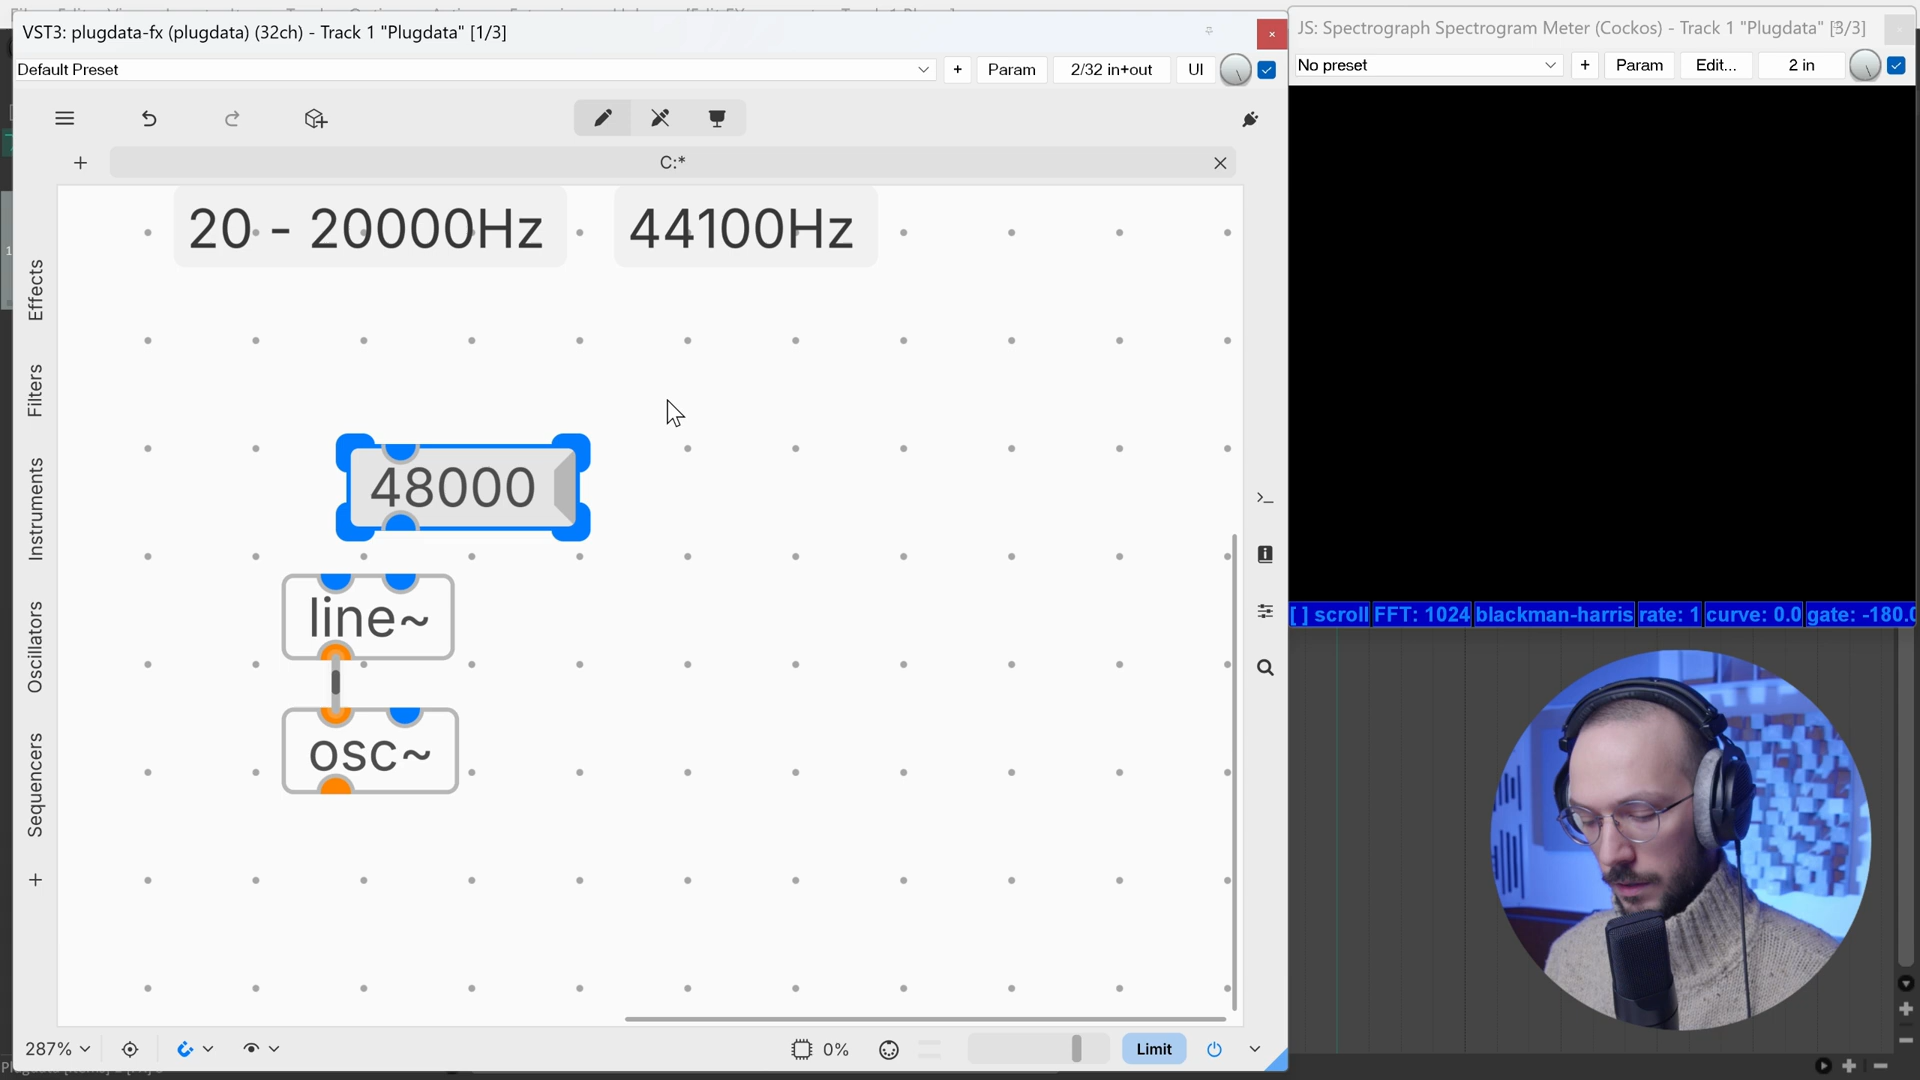 VST3: plugdata-fx (plugdata) (32ch) - Track 1 "Plugdata" [1/3]
Default Preset
+
Param
2/32 in+out
UI
C:*
20 - 20000Hz
44100Hz
48000
line~
osc~
Effects
Filters
Instruments
Oscillators
Sequencers
+
287%
0%
Limit
JS: Spectrograph Spectrogram Meter (Cockos) - Track 1 "Plugdata" [3/3]
No preset
+
Param
Edit...
2 in
[ ] scroll
FFT: 1024
blackman-harris
rate: 1
curve: 0.0
gate: -180.0